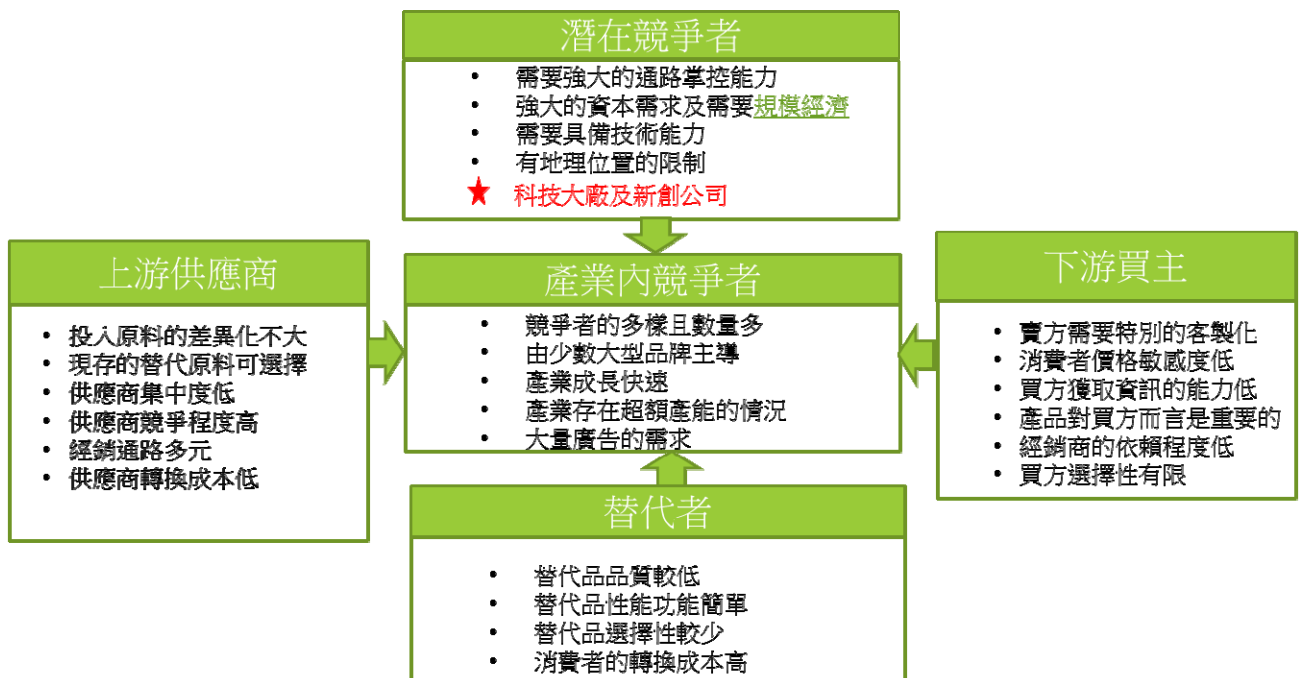 潛在競爭者
• 需要強大的通路掌控能力
• 強大的資本需求及需要規模經濟
• 需要具備技術能力
• 有地理位置的限制
★ 科技大廠及新創公司
上游供應商
• 投入原料的差異化不大
• 現存的替代原料可選擇
• 供應商集中度低
• 供應商競爭程度高
• 經銷通路多元
• 供應商轉換成本低
產業內競爭者
• 競爭者的多樣且數量多
• 由少數大型品牌主導
• 產業成長快速
• 產業存在超額產能的情況
• 大量廣告的需求
下游買主
• 賣方需要特別的客製化
• 消費者價格敏感度低
• 買方獲取資訊的能力低
• 產品對買方而言是重要的
• 經銷商的依賴程度低
• 買方選擇性有限
替代者
• 替代品品質較低
• 替代品性能功能簡單
• 替代品選擇性較少
• 消費者的轉換成本高